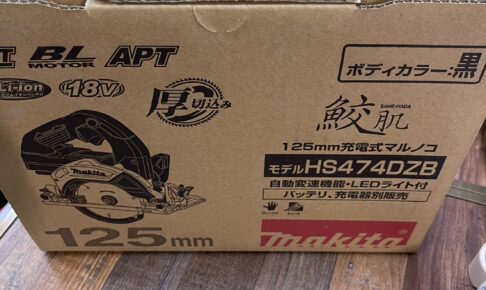 BL
MOTOR
APT
ボディカラー:黒
Li-ion
18V
厚切込み
鮫肌
SAME-HADA
125mm充電式マルノコ
モデルHS474DZB
自動変速機能・LEDライト付
バッテリ、充電器別販売
makita
125mm
makita